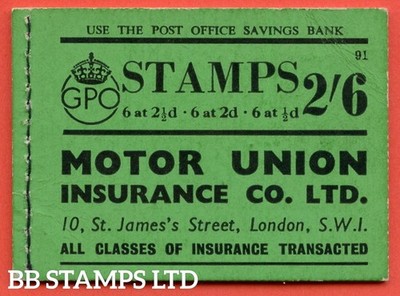 USE THE POST OFFICE SAVINGS BANK
91
GPO
STAMPS 2/6
6 at 2½d · 6 at 2d · 6 at ½d
MOTOR UNION
INSURANCE CO. LTD.
10, St. James's Street, London, S.W.I.
ALL CLASSES OF INSURANCE TRANSACTED
BB STAMPS LTD